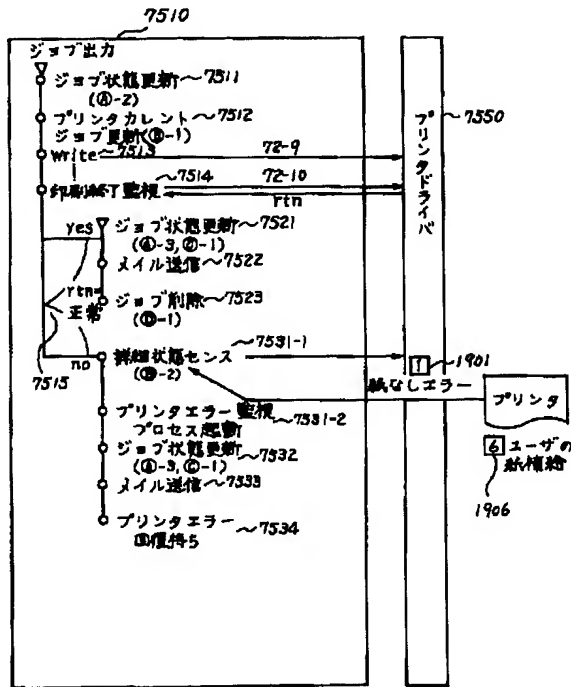 7510
ジョブ出力
ジョブ状態更新 7511
(Ⓐ-2)
プリンタカレント 7512
ジョブ更新(Ⓑ-1)
Write 7513 72-9
印刷終了監視 7514 72-10
rtn
プリンタドライバ
7550
yes ジョブ状態更新 7521
(Ⓐ-3, Ⓒ-1)
メイル送信 7522
rtn=
正常
ジョブ削除 7523
(Ⓓ-1)
7515
no 詳細状態センス 7531-1
(Ⓑ-2)
1901
紙なしエラー
プリンタ
プリンタエラー監視 7531-2
プロセス起動
ジョブ状態更新 7532
(Ⓐ-3, Ⓒ-1)
メイル送信 7533
6 ユーザの
紙補給
1906
プリンタエラー 7534
回復待ち